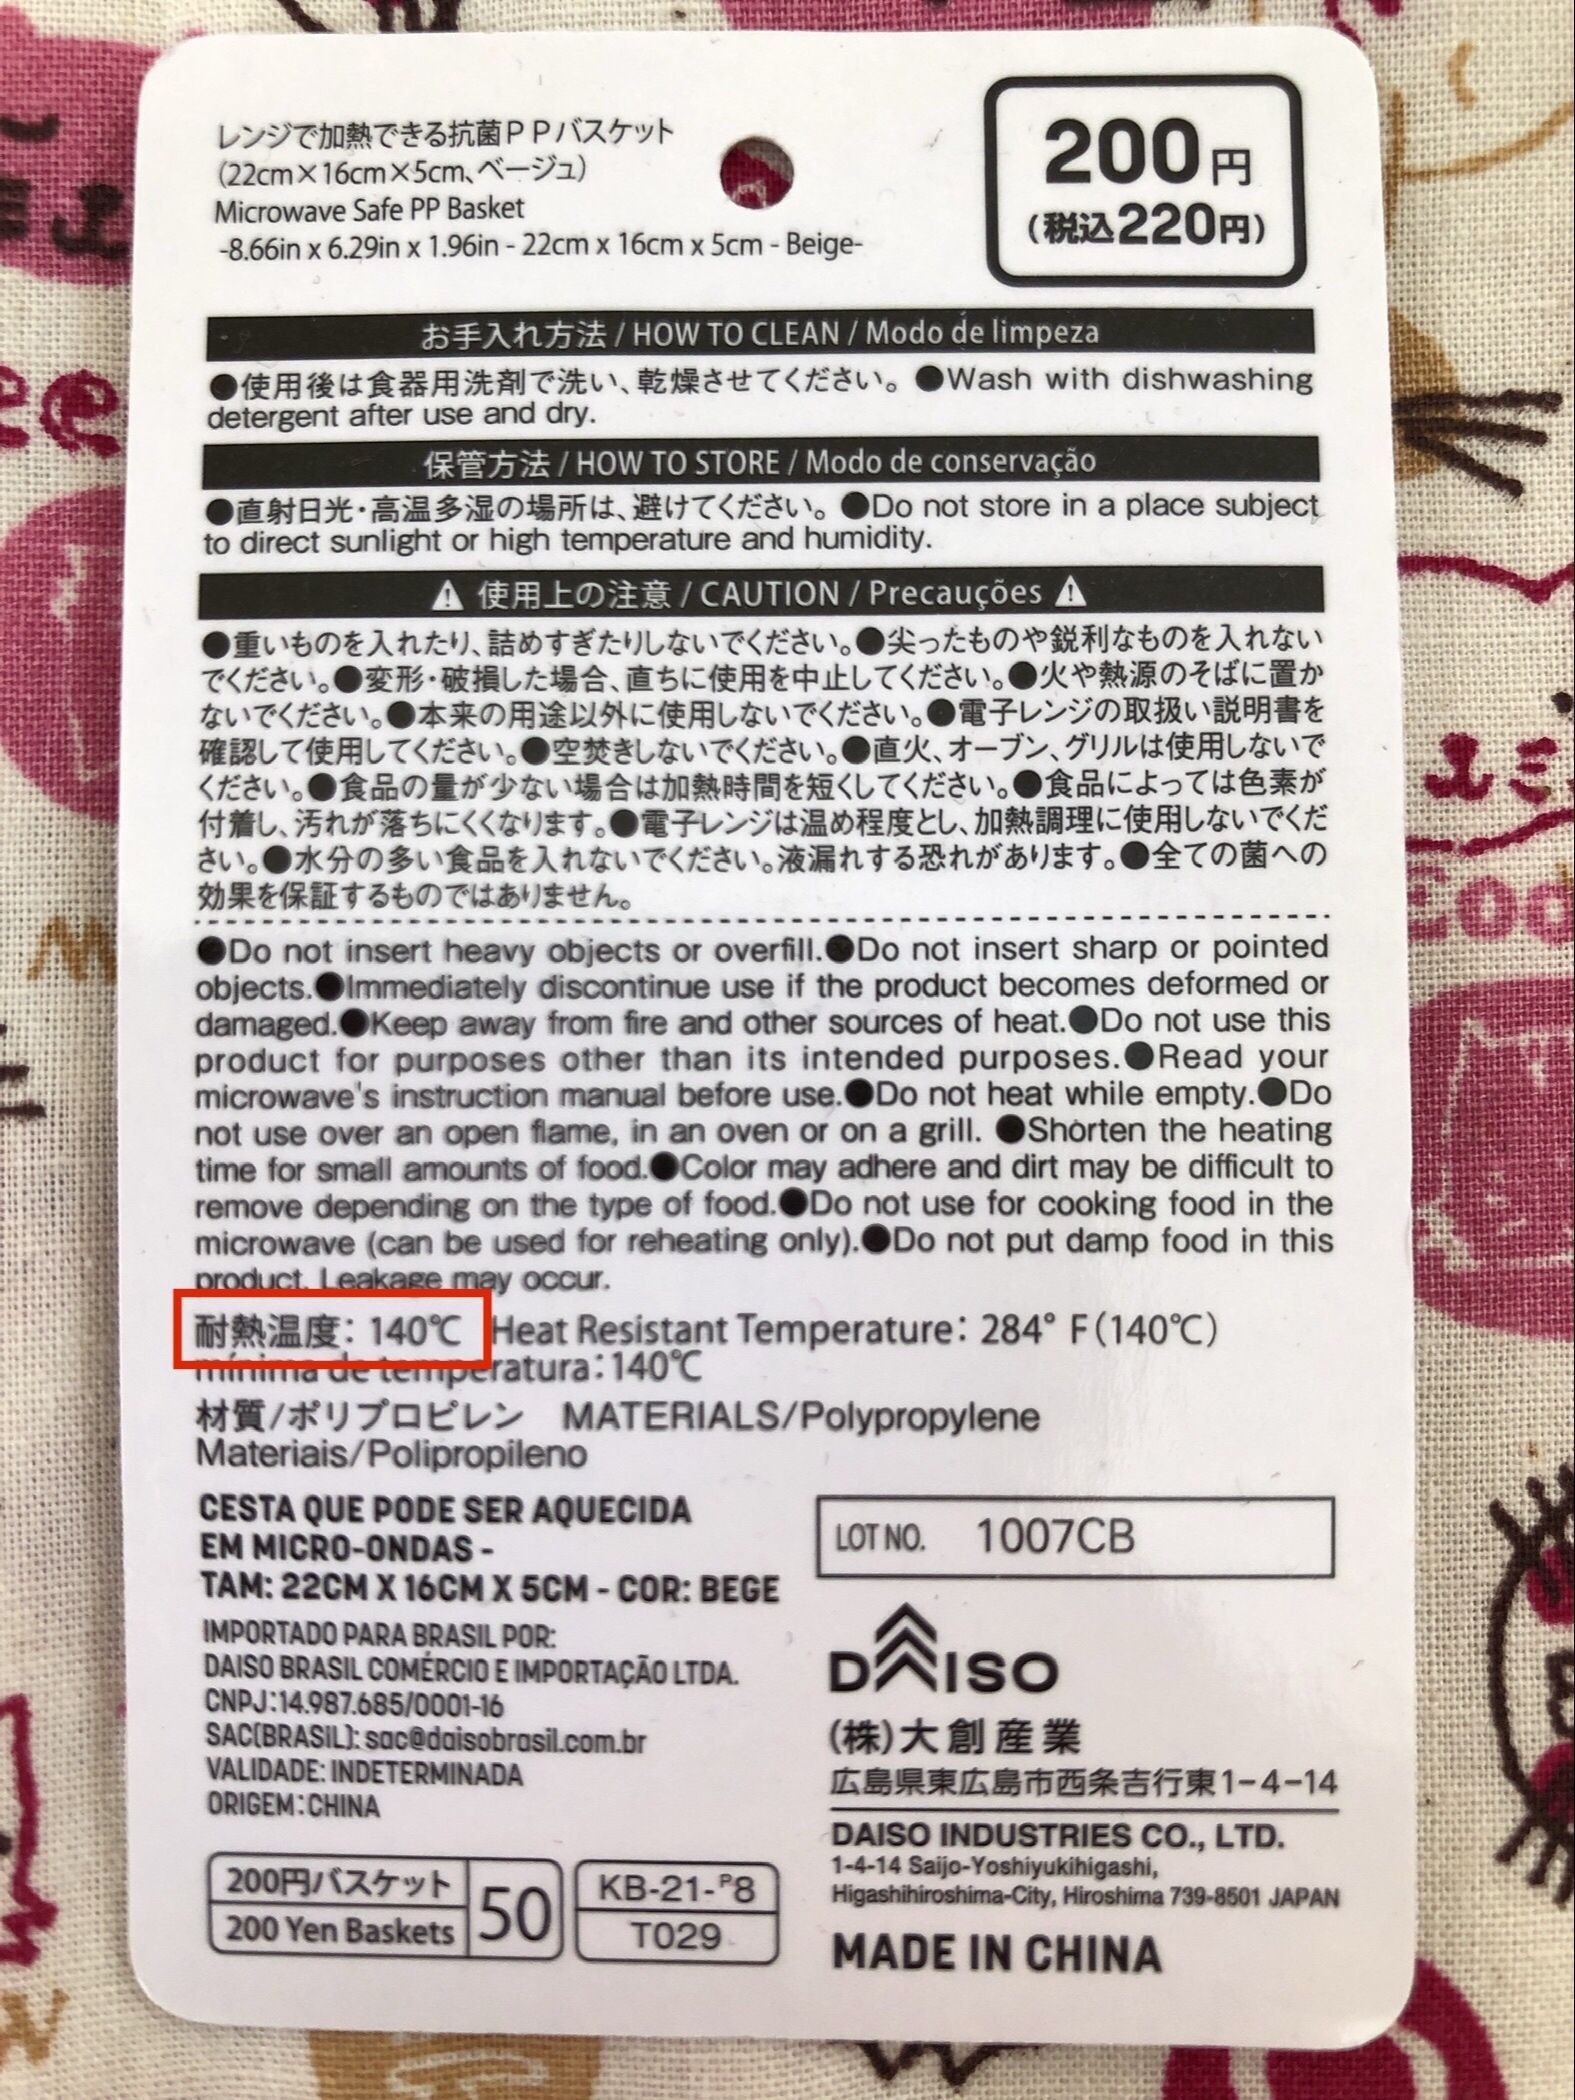 レンジで加熱できる抗菌PPバスケット
(22cm×16cm×5cm、ベージュ)
Microwave Safe PP Basket
-8.66in x 6.29in x 1.96in - 22cm x 16cm x 5cm - Beige-
200円
(税込220円)
お手入れ方法 / HOW TO CLEAN / Modo de limpeza
●使用後は食器用洗剤で洗い、乾燥させてください。 ●Wash with dishwashing
detergent after use and dry.
保管方法 / HOW TO STORE / Modo de conservação
●直射日光・高温多湿の場所は、避けてください。 ●Do not store in a place subject
to direct sunlight or high temperature and humidity.
⚠ 使用上の注意 / CAUTION / Precauções ⚠
●重いものを入れたり、詰めすぎたりしないでください。●尖ったものや鋭利なものを入れない
でください。●変形・破損した場合、直ちに使用を中止してください。●火や熱源のそばに置か
ないでください。●本来の用途以外に使用しないでください。●電子レンジの取扱い説明書を
確認して使用してください。●空焚きしないでください。●直火、オーブン、グリルは使用しないで
ください。●食品の量が少ない場合は加熱時間を短くしてください。●食品によっては色素が
付着し、汚れが落ちにくくなります。●電子レンジは温め程度とし、加熱調理に使用しないでくだ
さい。●水分の多い食品を入れないでください。液漏れする恐れがあります。●全ての菌への
効果を保証するものではありません。
●Do not insert heavy objects or overfill.●Do not insert sharp or pointed
objects.●Immediately discontinue use if the product becomes deformed or
damaged.●Keep away from fire and other sources of heat.●Do not use this
product for purposes other than its intended purposes.●Read your
microwave's instruction manual before use.●Do not heat while empty.●Do
not use over an open flame, in an oven or on a grill. ●Shorten the heating
time for small amounts of food.●Color may adhere and dirt may be difficult to
remove depending on the type of food.●Do not use for cooking food in the
microwave (can be used for reheating only).●Do not put damp food in this
product. Leakage may occur.
耐熱温度：140℃ Heat Resistant Temperature：284°F(140℃)
mínima de temperatura：140℃
材質/ポリプロピレン MATERIALS/Polypropylene
Materiais/Polipropileno
CESTA QUE PODE SER AQUECIDA
EM MICRO-ONDAS -
TAM: 22CM X 16CM X 5CM - COR: BEGE
IMPORTADO PARA BRASIL POR:
DAISO BRASIL COMÉRCIO E IMPORTAÇÃO LTDA.
CNPJ:14.987.685/0001-16
SAC(BRASIL): sac@daisobrasil.com.br
VALIDADE: INDETERMINADA
ORIGEM:CHINA
200円バスケット
200 Yen Baskets
50
KB-21-P8
T029
LOT NO. 1007CB
DAISO
(株)大創産業
広島県東広島市西条吉行東1-4-14
DAISO INDUSTRIES CO., LTD.
1-4-14 Saijo-Yoshiyukihigashi,
Higashihiroshima-City, Hiroshima 739-8501 JAPAN
MADE IN CHINA